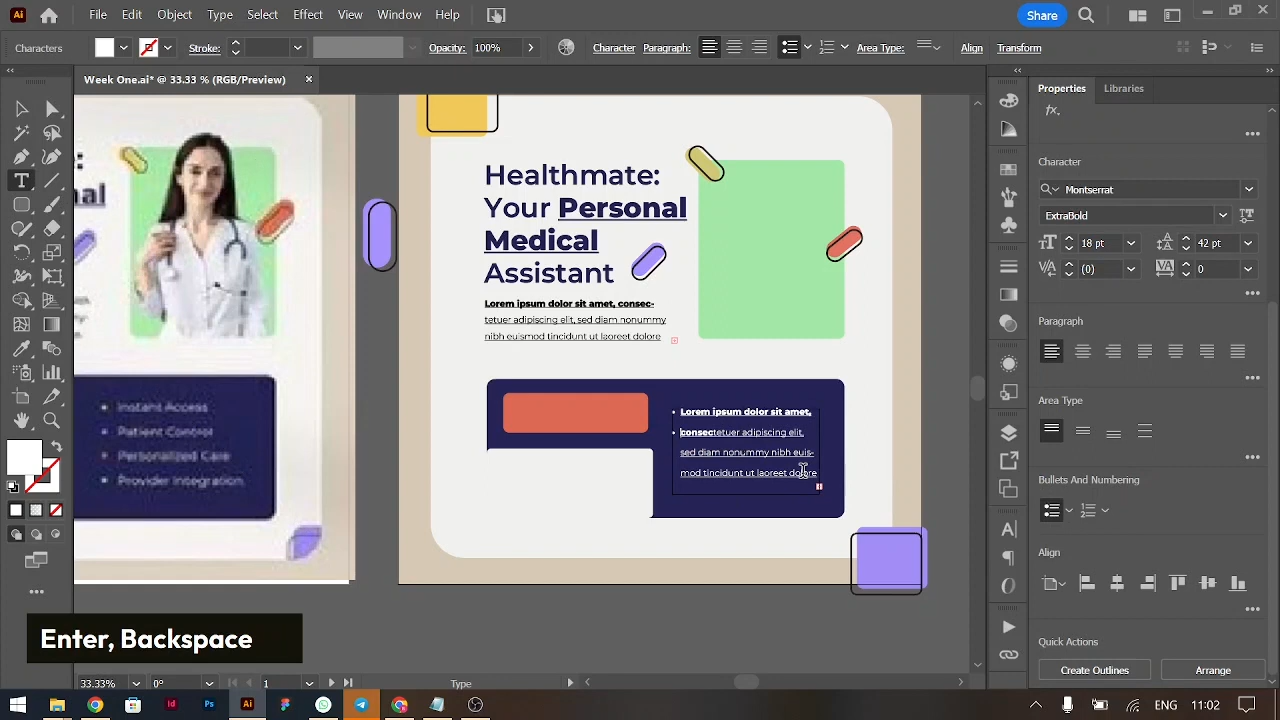 File Edit Object Type Select Effect View Window Help
Share
Characters Stroke: Opacity: 100% Character Paragraph: Area Type: Align Transform
Week One.ai* @ 33.33 % (RGB/Preview)
Properties Libraries
Character
Montserrat
Extrabold
38 pt 42 pt
(0) 0
Paragraph
Area Type
Bullets And Numbering
Align
Quick Actions
Create Outlines Arrange
Instant Access
Patient Control
Personalized Care
Provider Integration
Healthmate:
Your Personal
Medical
Assistant
Lorem ipsum dolor sit amet, consec-
tetuer adipiscing elit, sed diam nonummy
nibh euismod tincidunt ut laoreet dolore
• Lorem ipsum dolor sit amet,
• consectetuer adipiscing elit,
sed diam nonummy nibh euis-
mod tincidunt ut laoreet dolore
Enter, Backspace
33.33% 0° 1 Type
ENG 11:02